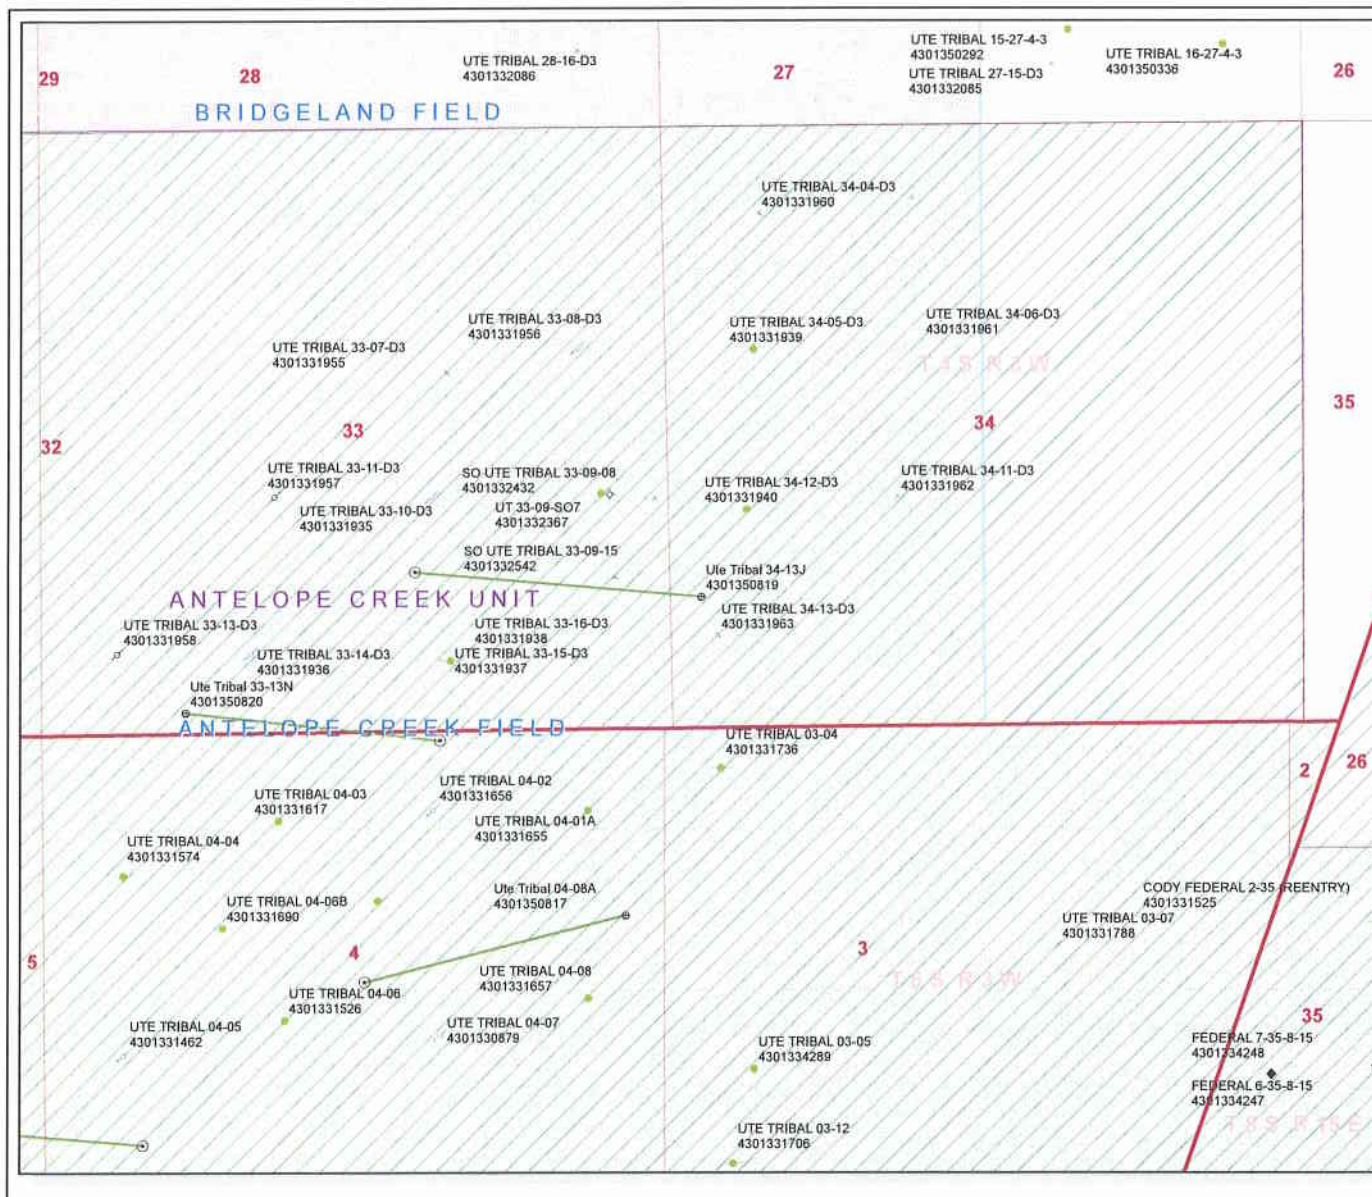 UTE TRIBAL 28-16-D3
4301332086
UTE TRIBAL 15-27-4-3
4301350292
UTE TRIBAL 27-15-D3
4301332085
UTE TRIBAL 16-27-4-3
4301350336
29
28
27
26
BRIDGELAND FIELD
UTE TRIBAL 34-04-D3
4301331960
UTE TRIBAL 33-08-D3
4301331956
UTE TRIBAL 34-05-D3
4301331939
UTE TRIBAL 34-06-D3
4301331961
UTE TRIBAL 33-07-D3
4301331955
T4S R3W
35
34
33
32
UTE TRIBAL 33-11-D3
4301331957
SO UTE TRIBAL 33-09-08
4301332432
UTE TRIBAL 34-12-D3
4301331940
UTE TRIBAL 34-11-D3
4301331962
UTE TRIBAL 33-10-D3
4301331935
UT 33-09-SO7
4301332367
SO UTE TRIBAL 33-09-15
4301332542
Ute Tribal 34-13J
4301350819
ANTELOPE CREEK UNIT
UTE TRIBAL 34-13-D3
4301331963
UTE TRIBAL 33-13-D3
4301331958
UTE TRIBAL 33-16-D3
4301331938
UTE TRIBAL 33-14-D3
4301331936
UTE TRIBAL 33-15-D3
4301331937
Ute Tribal 33-13N
4301350820
ANTELOPE CREEK FIELD
UTE TRIBAL 03-04
4301331736
2
26
UTE TRIBAL 04-03
4301331617
UTE TRIBAL 04-02
4301331656
UTE TRIBAL 04-01A
4301331655
UTE TRIBAL 04-04
4301331574
UTE TRIBAL 04-06B
4301331690
Ute Tribal 04-08A
4301350817
CODY FEDERAL 2-35 (REENTRY)
4301331525
UTE TRIBAL 03-07
4301331788
5
4
3
UTE TRIBAL 04-08
4301331657
T5S R3W
UTE TRIBAL 04-06
4301331526
35
UTE TRIBAL 04-05
4301331462
UTE TRIBAL 04-07
4301330879
UTE TRIBAL 03-05
4301334289
FEDERAL 7-35-8-15
4301334248
FEDERAL 6-35-8-15
4301334247
T8S R15E
UTE TRIBAL 03-12
4301331706